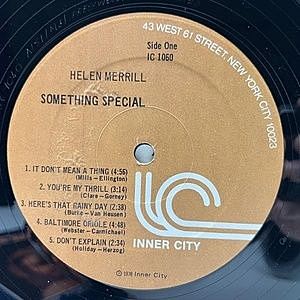 43 WEST 61 STREET, NEW YORK CITY 10023
Side One
IC 1060
HELEN MERRILL
SOMETHING SPECIAL
1. IT DON'T MEAN A THING (4:56)
(Mills – Ellington)
2. YOU'RE MY THRILL (3:14)
(Clare – Gorney)
3. HERE'S THAT RAINY DAY (2:38)
(Burke – Van Heusen)
4. BALTIMORE ORIOLE (4:48)
(Webster – Carmichael)
5. DON'T EXPLAIN (2:34)
(Holiday – Herzog)
INNER CITY
Inner City